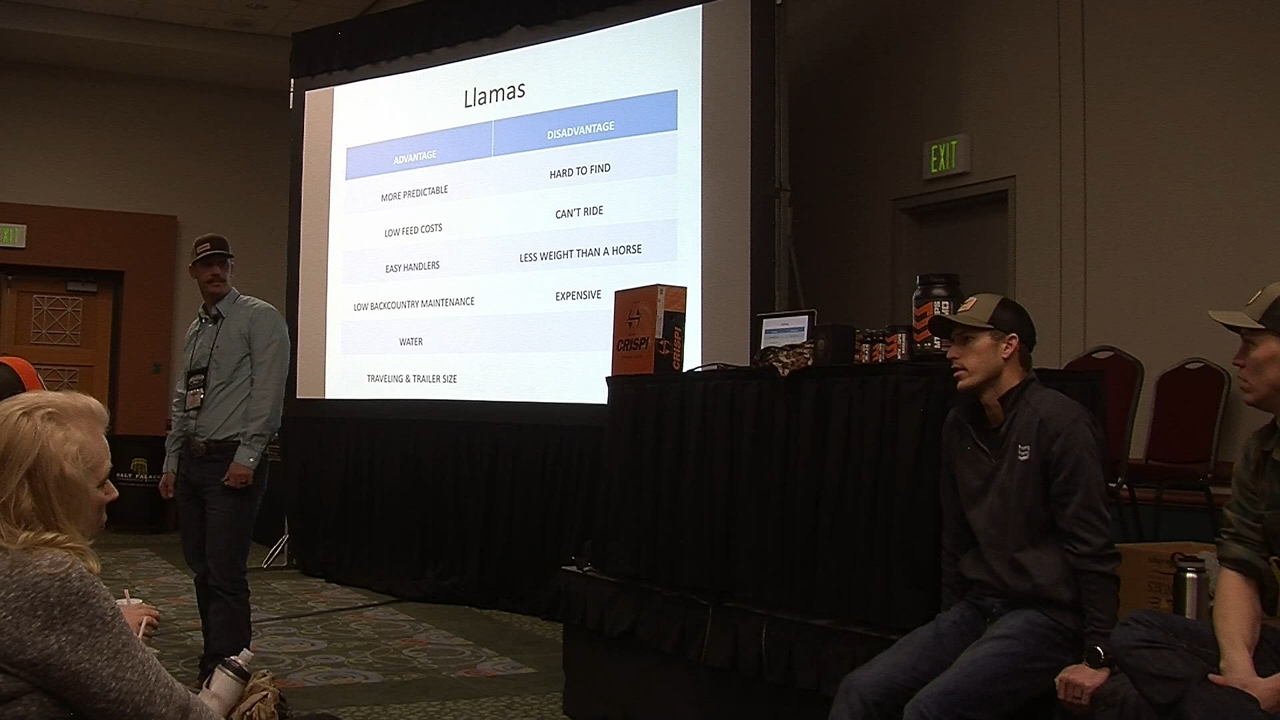 Llamas
ADVANTAGE
DISADVANTAGE
MORE PREDICTABLE
HARD TO FIND
LOW FEED COSTS
CAN'T RIDE
EASY HANDLERS
LESS WEIGHT THAN A HORSE
LOW BACKCOUNTRY MAINTENANCE
EXPENSIVE
WATER
TRAVELING & TRAILER SIZE
EXIT
EXIT
CRISPI
CRISPI